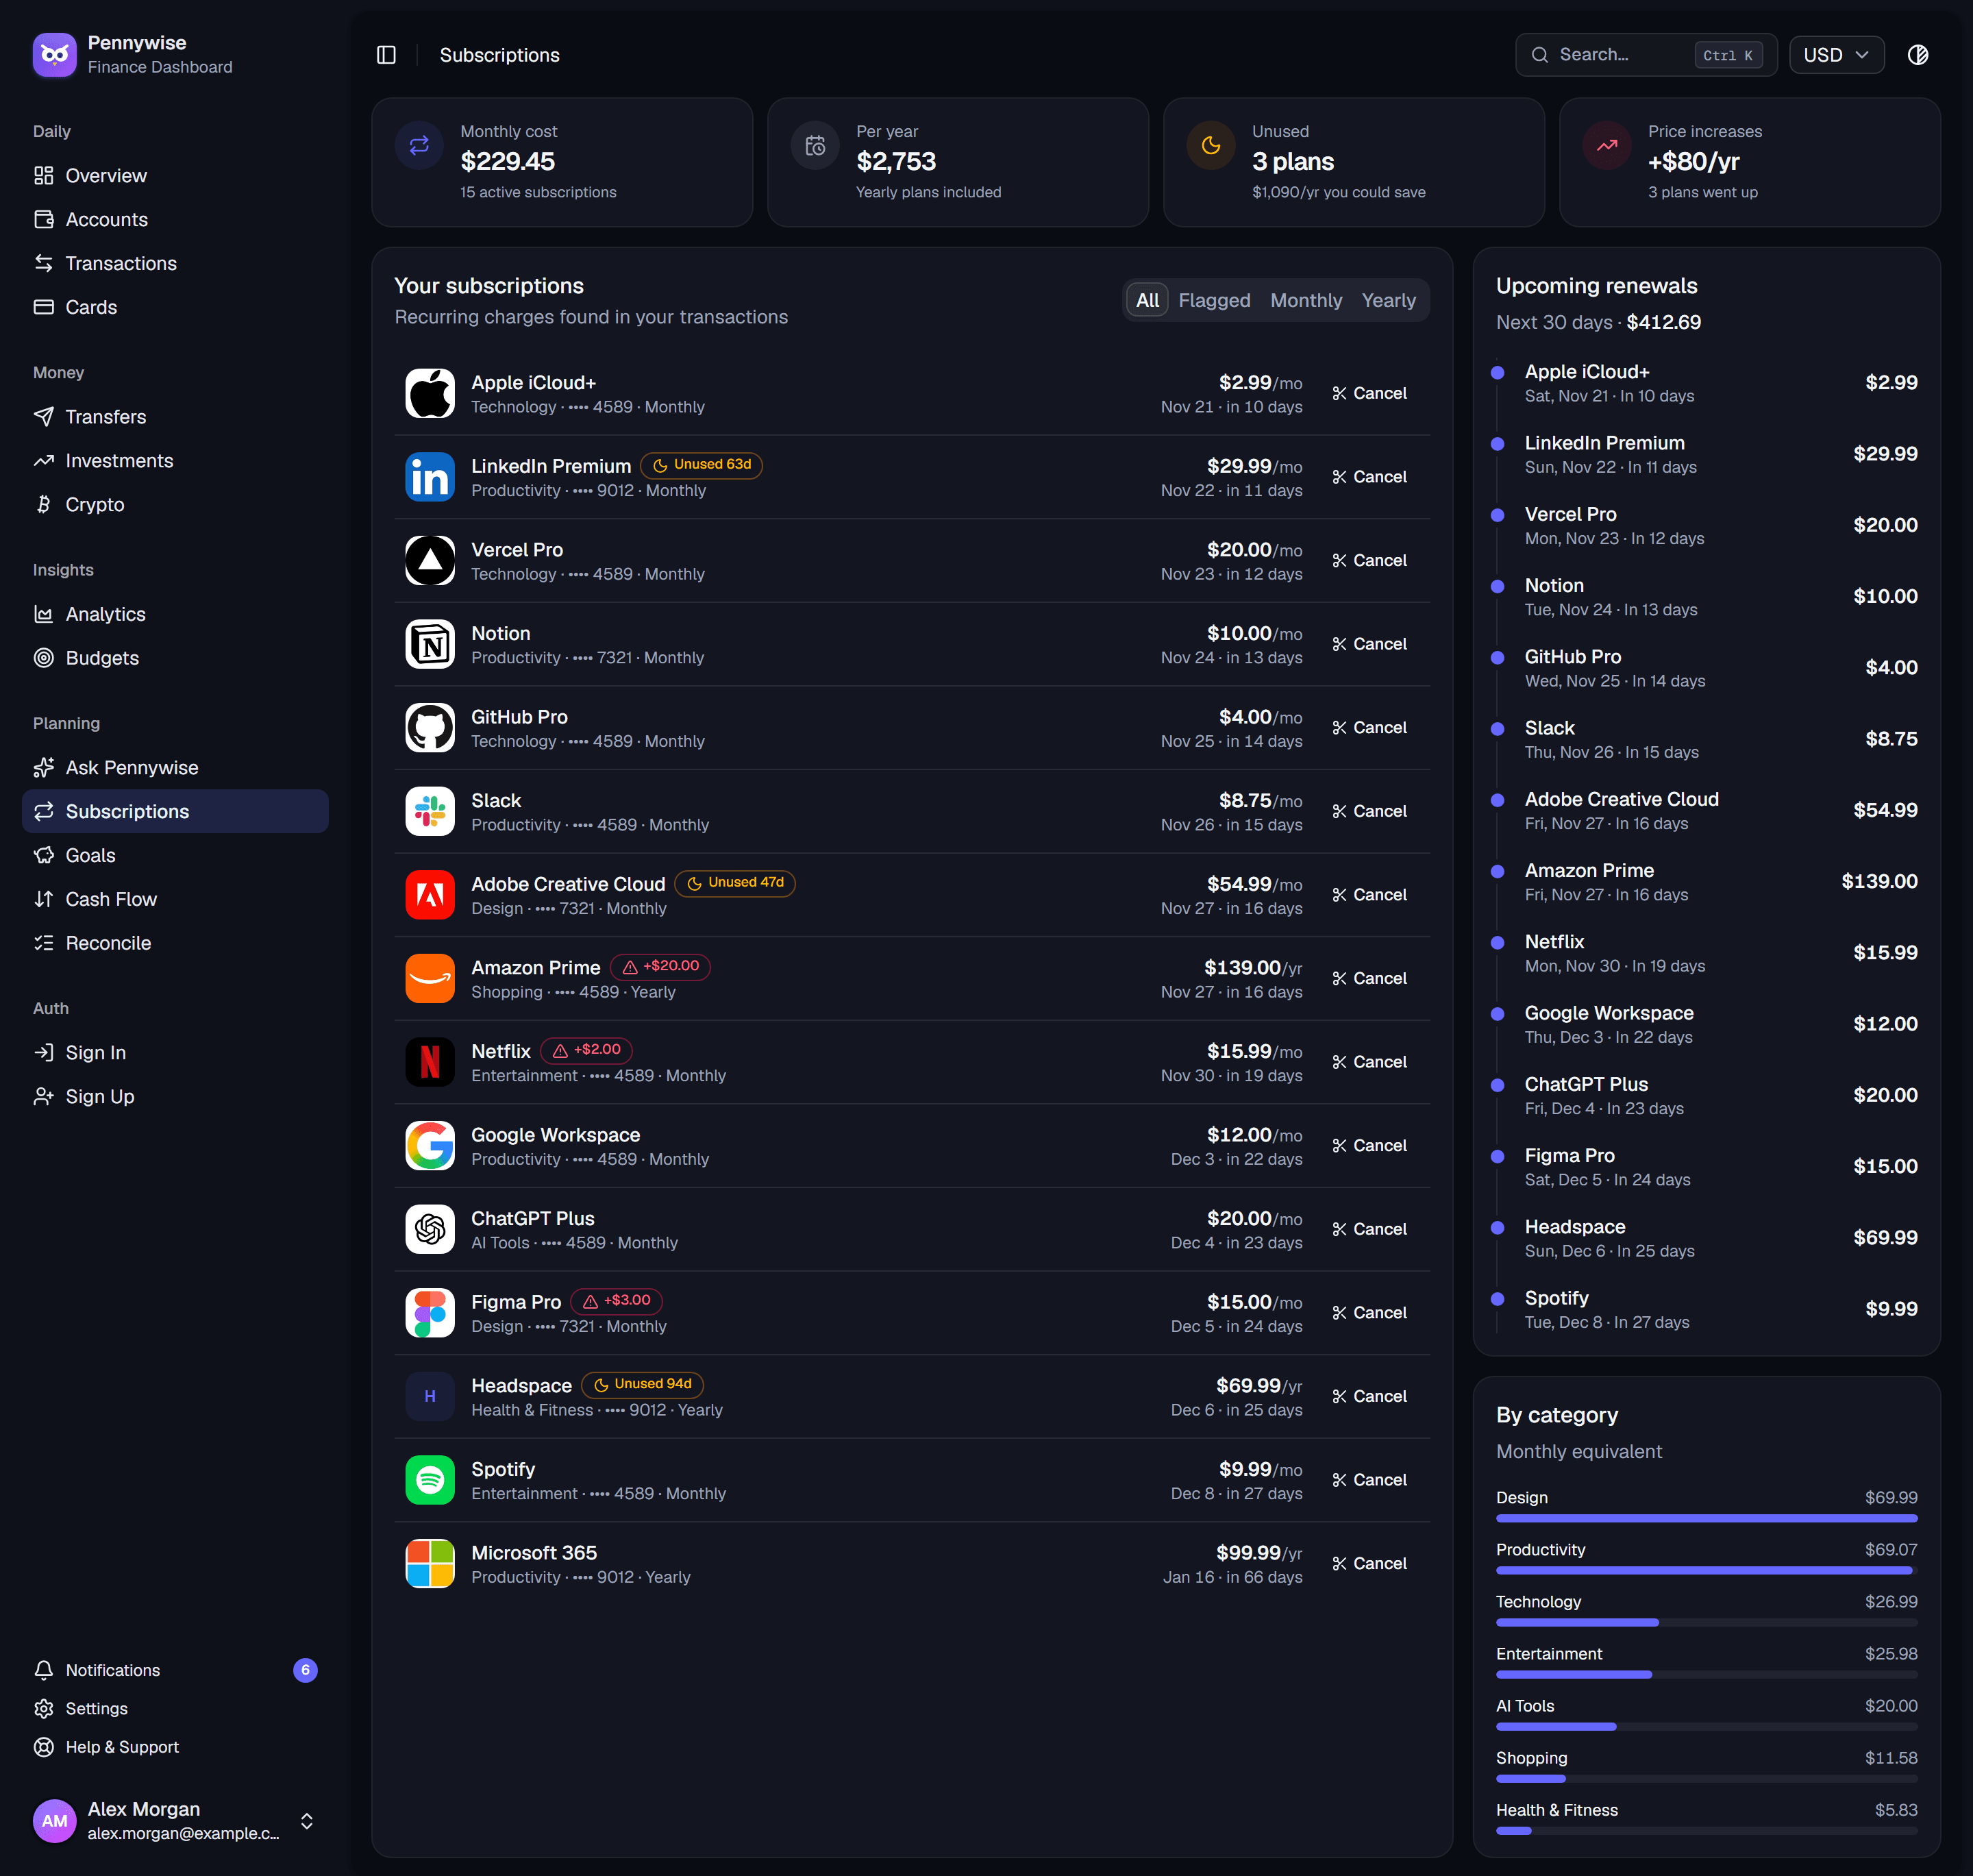 Pennywise
Finance Dashboard
Daily
Overview
Accounts
Transactions
Cards
Money
Transfers
Investments
Crypto
Insights
Analytics
Budgets
Planning
Ask Pennywise
Subscriptions
Goals
Cash Flow
Reconcile
Auth
Sign In
Sign Up
Notifications 6
Settings
Help & Support
AM
Alex Morgan
alex.morgan@example.c...
Subscriptions
Search... Ctrl K
USD
Monthly cost
$229.45
15 active subscriptions
Per year
$2,753
Yearly plans included
Unused
3 plans
$1,090/yr you could save
Price increases
+$80/yr
3 plans went up
Your subscriptions
Recurring charges found in your transactions
All Flagged Monthly Yearly
Apple iCloud+ $2.99/mo Cancel
Technology · •••• 4589 · Monthly Nov 21 · in 10 days
in LinkedIn Premium Unused 63d $29.99/mo Cancel
Productivity · •••• 9012 · Monthly Nov 22 · in 11 days
Vercel Pro $20.00/mo Cancel
Technology · •••• 4589 · Monthly Nov 23 · in 12 days
N Notion $10.00/mo Cancel
Productivity · •••• 7321 · Monthly Nov 24 · in 13 days
GitHub Pro $4.00/mo Cancel
Technology · •••• 4589 · Monthly Nov 25 · in 14 days
Slack $8.75/mo Cancel
Productivity · •••• 4589 · Monthly Nov 26 · in 15 days
Adobe Creative Cloud Unused 47d $54.99/mo Cancel
Design · •••• 7321 · Monthly Nov 27 · in 16 days
Amazon Prime +$20.00 $139.00/yr Cancel
Shopping · •••• 4589 · Yearly Nov 27 · in 16 days
N Netflix +$2.00 $15.99/mo Cancel
Entertainment · •••• 4589 · Monthly Nov 30 · in 19 days
G Google Workspace $12.00/mo Cancel
Productivity · •••• 4589 · Monthly Dec 3 · in 22 days
ChatGPT Plus $20.00/mo Cancel
AI Tools · •••• 4589 · Monthly Dec 4 · in 23 days
Figma Pro +$3.00 $15.00/mo Cancel
Design · •••• 7321 · Monthly Dec 5 · in 24 days
H Headspace Unused 94d $69.99/yr Cancel
Health & Fitness · •••• 9012 · Yearly Dec 6 · in 25 days
Spotify $9.99/mo Cancel
Entertainment · •••• 4589 · Monthly Dec 8 · in 27 days
Microsoft 365 $99.99/yr Cancel
Productivity · •••• 9012 · Yearly Jan 16 · in 66 days
Upcoming renewals
Next 30 days · $412.69
Apple iCloud+ $2.99
Sat, Nov 21 · In 10 days
LinkedIn Premium $29.99
Sun, Nov 22 · In 11 days
Vercel Pro $20.00
Mon, Nov 23 · In 12 days
Notion $10.00
Tue, Nov 24 · In 13 days
GitHub Pro $4.00
Wed, Nov 25 · In 14 days
Slack $8.75
Thu, Nov 26 · In 15 days
Adobe Creative Cloud $54.99
Fri, Nov 27 · In 16 days
Amazon Prime $139.00
Fri, Nov 27 · In 16 days
Netflix $15.99
Mon, Nov 30 · In 19 days
Google Workspace $12.00
Thu, Dec 3 · In 22 days
ChatGPT Plus $20.00
Fri, Dec 4 · In 23 days
Figma Pro $15.00
Sat, Dec 5 · In 24 days
Headspace $69.99
Sun, Dec 6 · In 25 days
Spotify $9.99
Tue, Dec 8 · In 27 days
By category
Monthly equivalent
Design $69.99
Productivity $69.07
Technology $26.99
Entertainment $25.98
AI Tools $20.00
Shopping $11.58
Health & Fitness $5.83